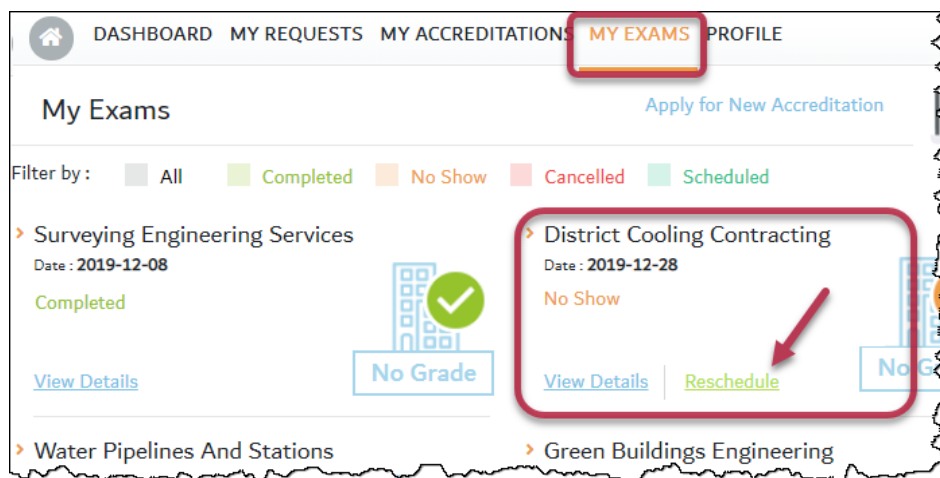 DASHBOARD MY REQUESTS MY ACCREDITATIONS MY EXAMS PROFILE
My Exams
Apply for New Accreditation
Filter by : All Completed No Show Cancelled Scheduled
Surveying Engineering Services
Date : 2019-12-08
Completed
No Grade
View Details
District Cooling Contracting
Date : 2019-12-28
No Show
No
View Details Reschedule
Water Pipelines And Stations
Green Buildings Engineering